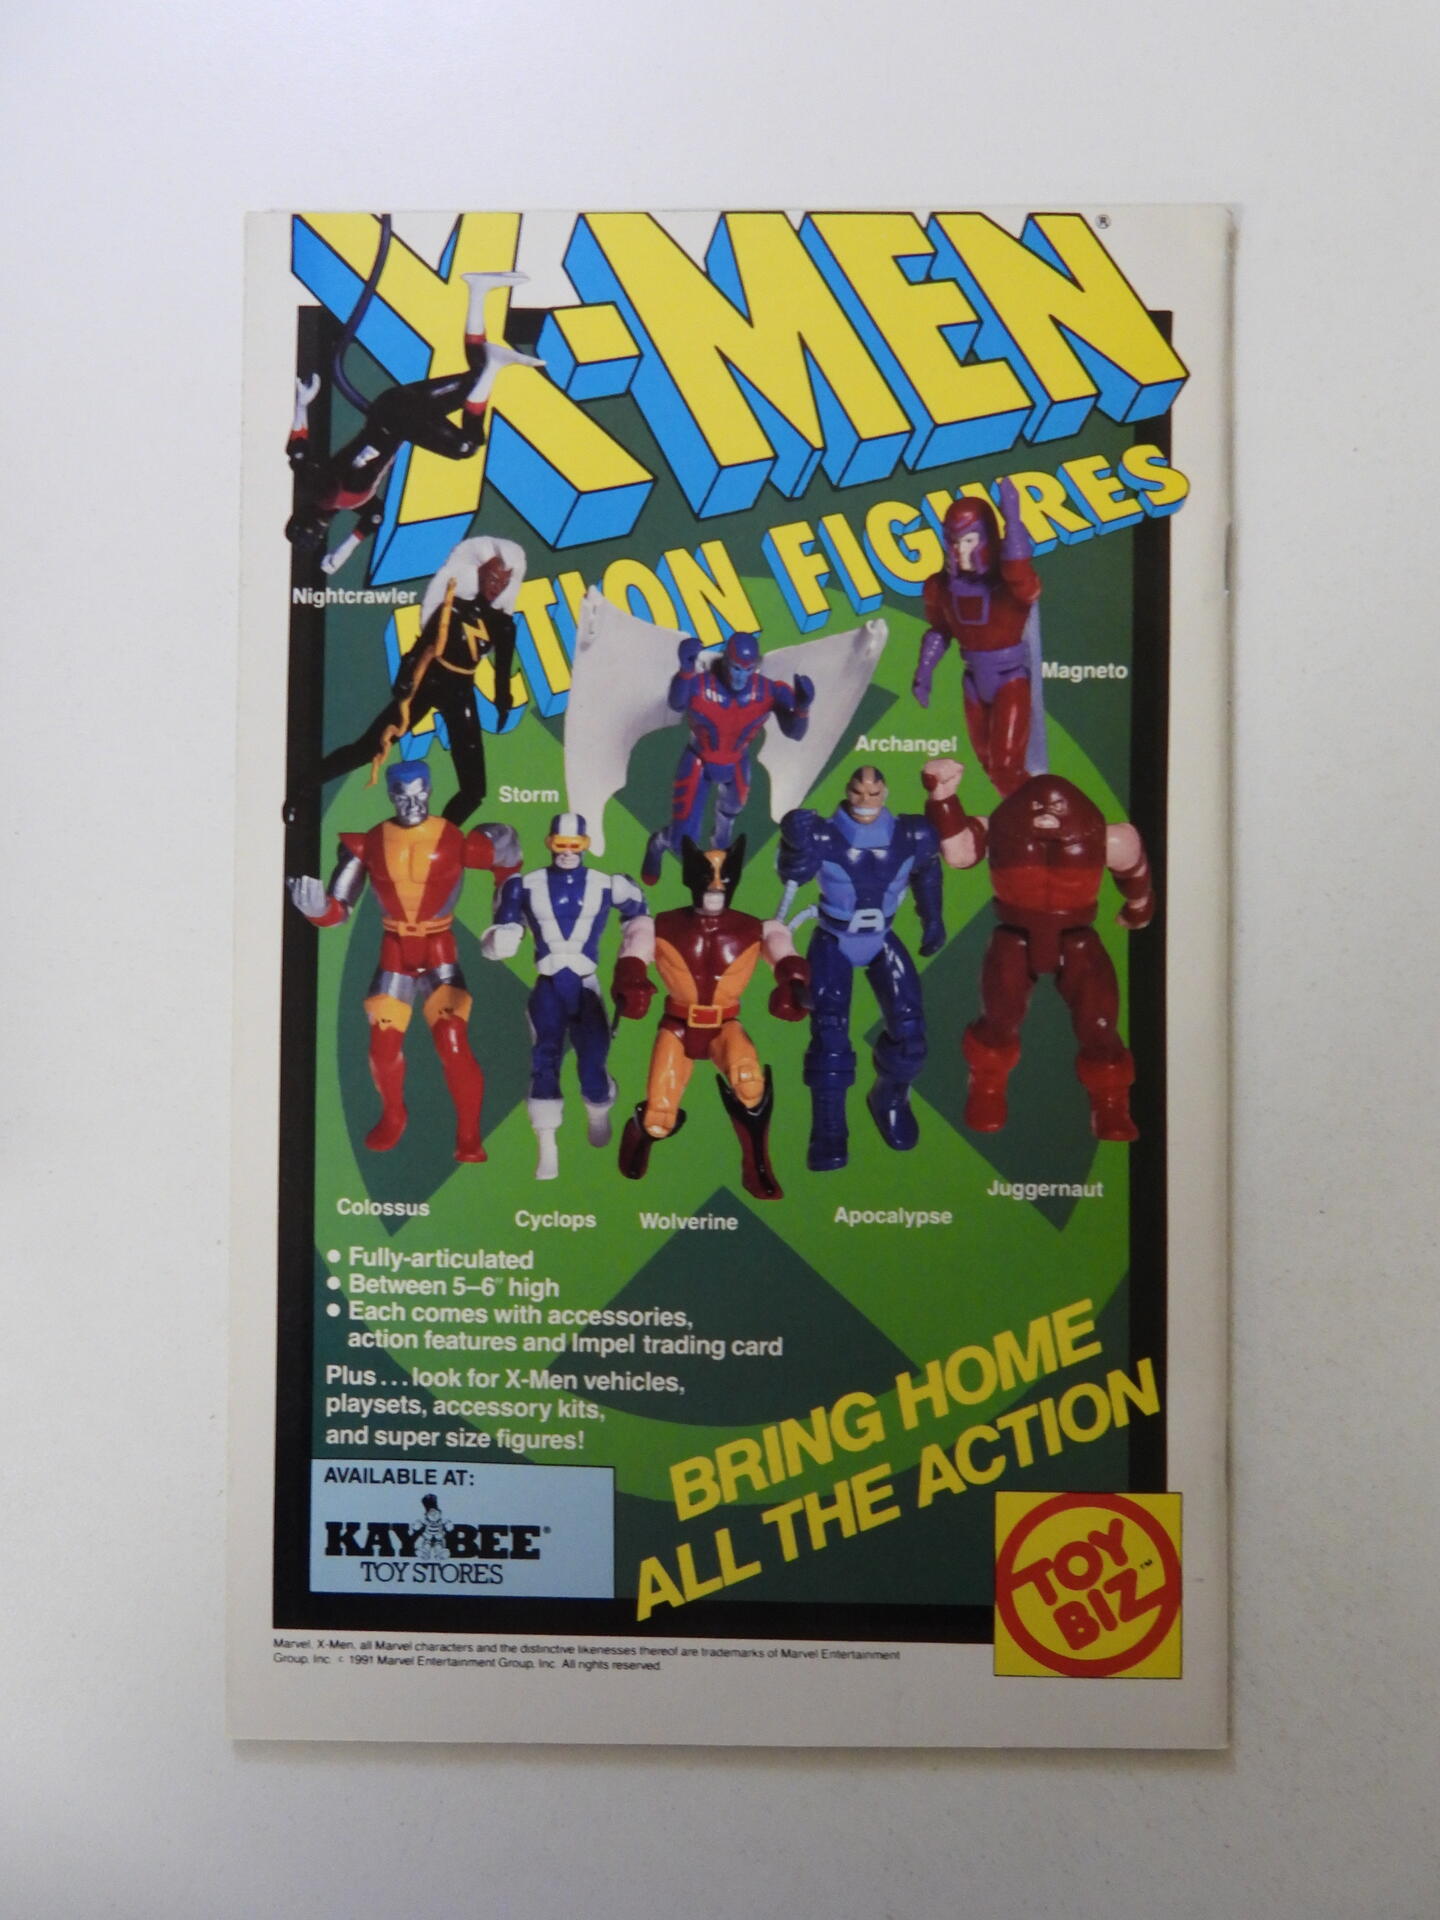 X-MEN®
ACTION FIGURES
Nightcrawler
Magneto
Archangel
Storm
Juggernaut
Colossus
Cyclops
Wolverine
Apocalypse
● Fully-articulated
● Between 5–6″ high
● Each comes with accessories,
action features and Impel trading card
Plus...look for X-Men vehicles,
playsets, accessory kits,
and super size figures!
BRING HOME
ALL THE ACTION
AVAILABLE AT:
KAY BEE®
TOY STORES
TOY
BIZ™
Marvel, X-Men, all Marvel characters and the distinctive likenesses thereof are trademarks of Marvel Entertainment
Group, Inc. © 1991 Marvel Entertainment Group, Inc. All rights reserved.